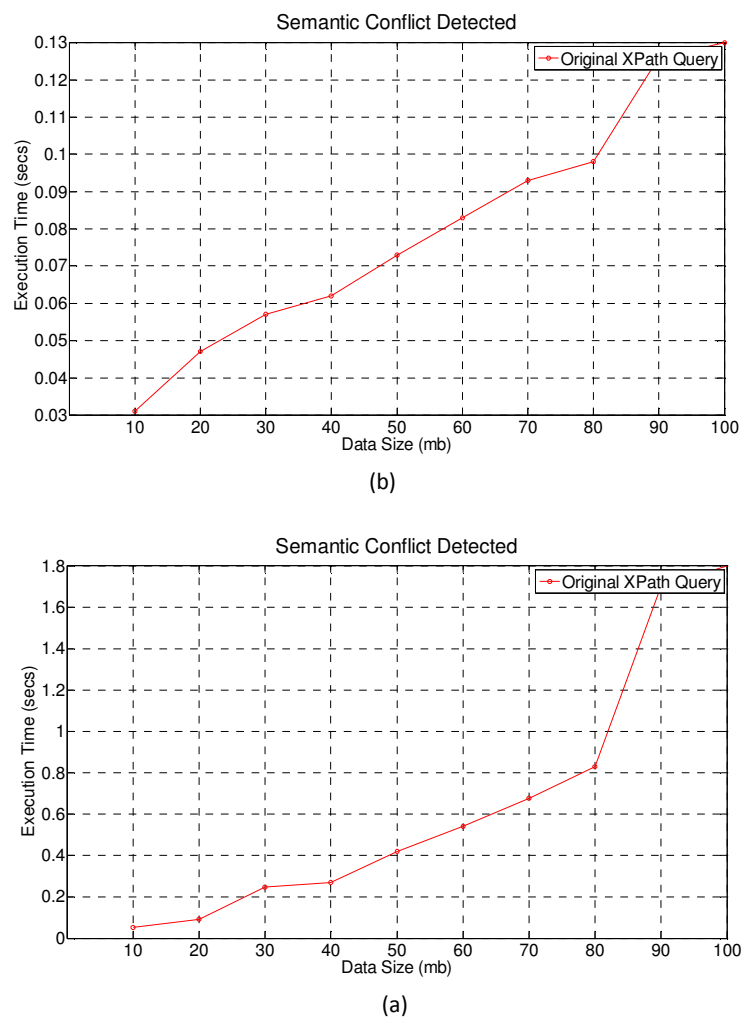 Semantic Conflict Detected
0.13
Original XPath Query
0.12
0.11
0.1
0.09
0.08
0.07
0.06
0.05
0.04
0.03
Execution Time (secs)
10 20 30 40 50 60 70 80 90 100
Data Size (mb)
(b)
Semantic Conflict Detected
1.8
Original XPath Query
1.6
1.4
1.2
1
0.8
0.6
0.4
0.2
0
Execution Time (secs)
10 20 30 40 50 60 70 80 90 100
Data Size (mb)
(a)